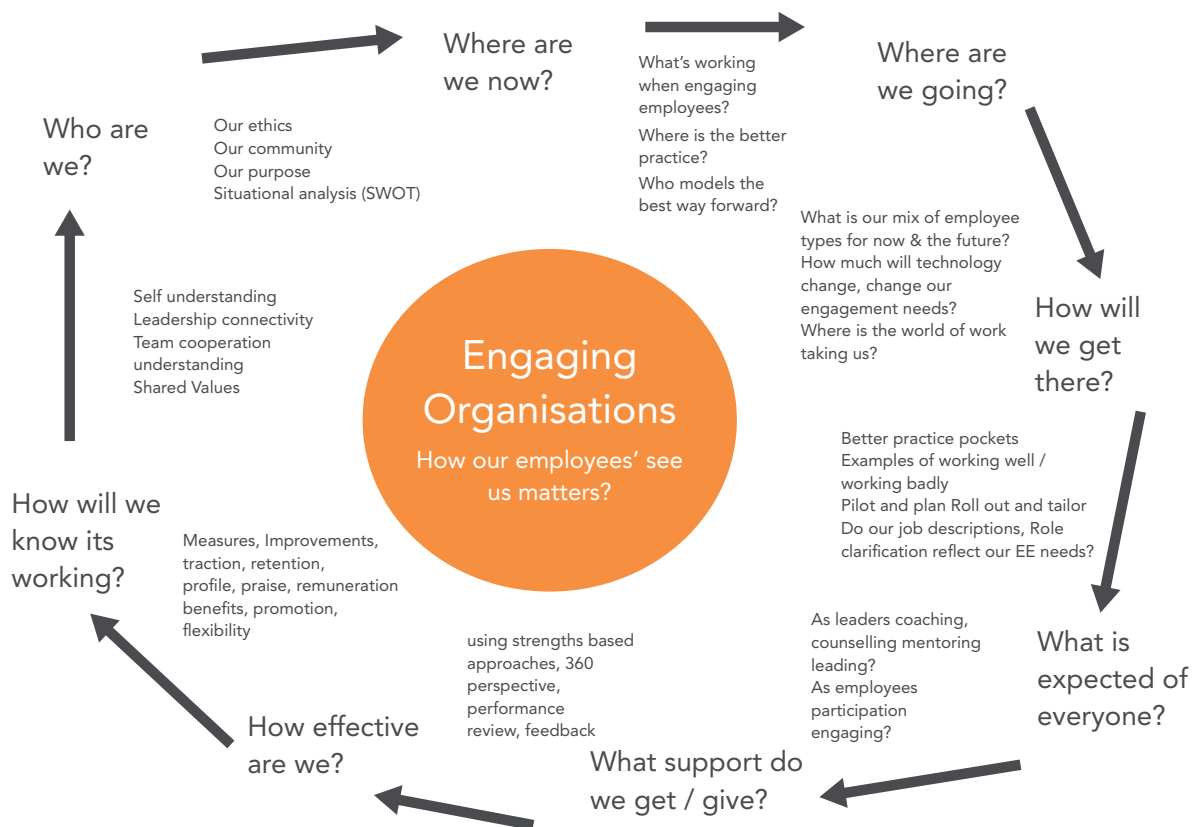 Who are
we?
Our ethics
Our community
Our purpose
Situational analysis (SWOT)
Where are
we now?
What's working
when engaging
employees?
Where is the better
practice?
Who models the
best way forward?
Where are
we going?
What is our mix of employee
types for now & the future?
How much will technology
change, change our
engagement needs?
Where is the world of work
taking us?
How will
we get
there?
Better practice pockets
Examples of working well /
working badly
Pilot and plan Roll out and tailor
Do our job descriptions, Role
clarification reflect our EE needs?
What is
expected of
everyone?
As leaders coaching,
counselling mentoring
leading?
As employees
participation
engaging?
What support do
we get / give?
using strengths based
approaches, 360
perspective,
performance
review, feedback
How effective
are we?
Measures, Improvements,
traction, retention,
profile, praise, remuneration
benefits, promotion,
flexibility
How will we
know its
working?
Self understanding
Leadership connectivity
Team cooperation
understanding
Shared Values
Engaging
Organisations
How our employees' see
us matters?